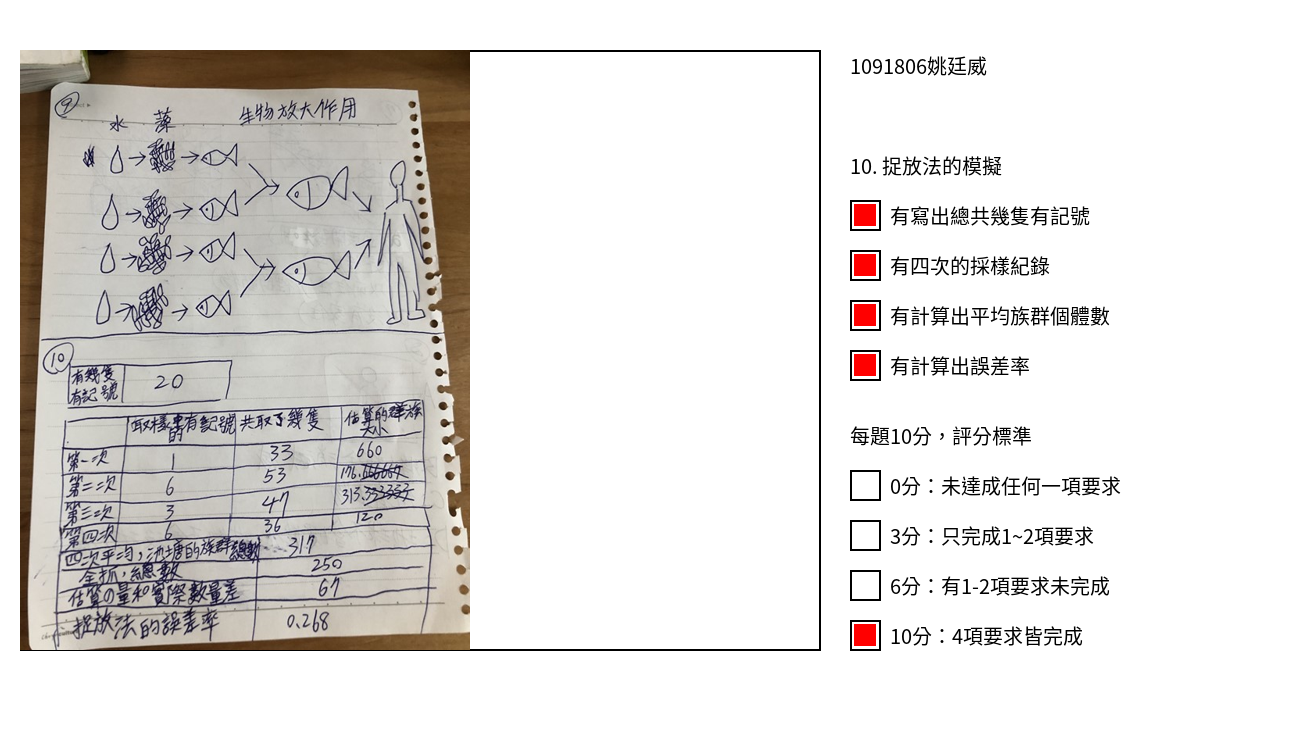 ⑨
水 藻 生物放大作用
⑩
有幾隻有記號 20
取樣的有記號 共取了幾隻 估算的群族大小
第一次 1 33 660
第二次 6 53 176.666667
第三次 3 47 313.333333
第四次 6 36 120
四次平均,池塘的族群總數 317
全抓,總數 250
估算の量和實際數量差 67
捉放法的誤差率 0.268
1091806姚廷威
10. 捉放法的模擬
有寫出總共幾隻有記號
有四次的採樣紀錄
有計算出平均族群個體數
有計算出誤差率
每題10分，評分標準
0分：未達成任何一項要求
3分：只完成1~2項要求
6分：有1-2項要求未完成
10分：4項要求皆完成